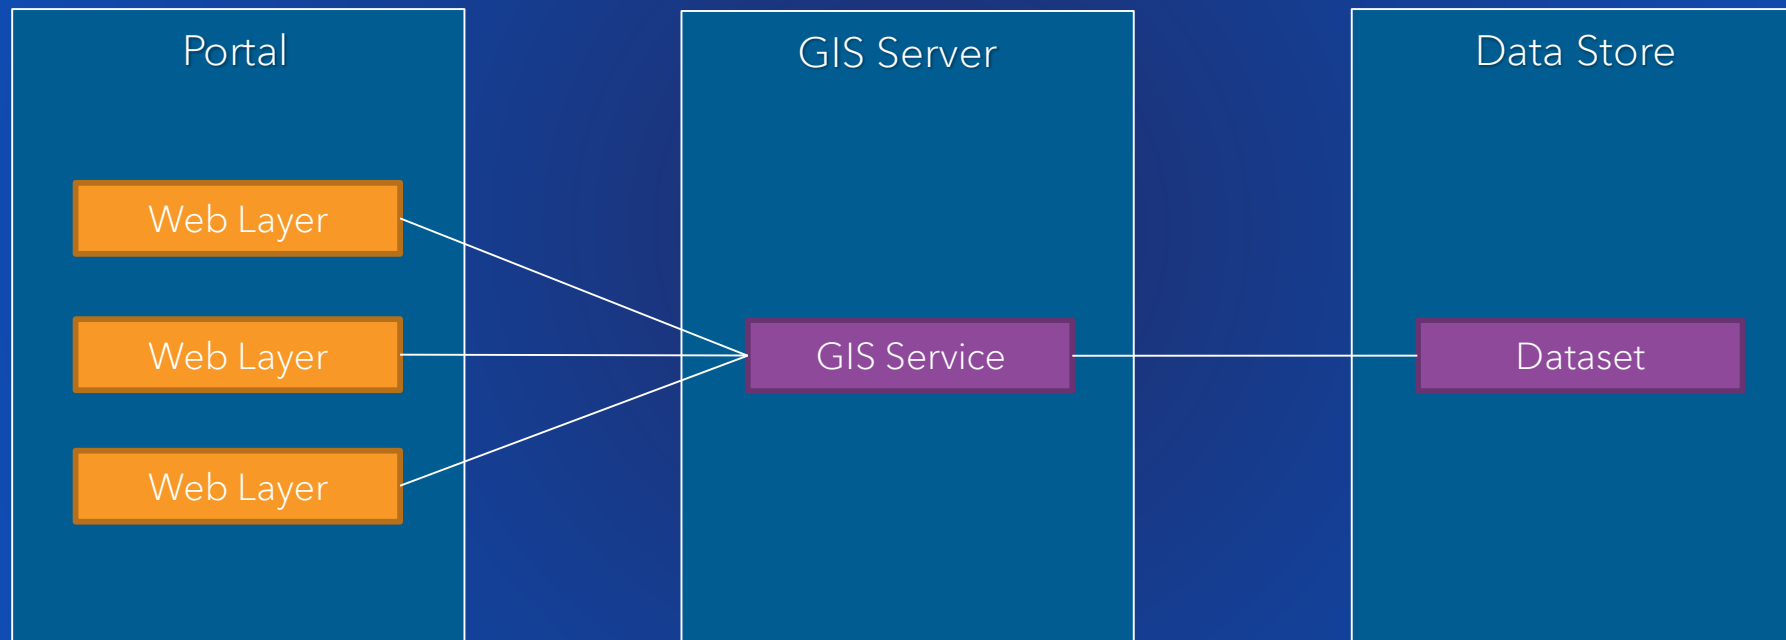 Portal
Web Layer
Web Layer
Web Layer
GIS Server
GIS Service
Data Store
Dataset